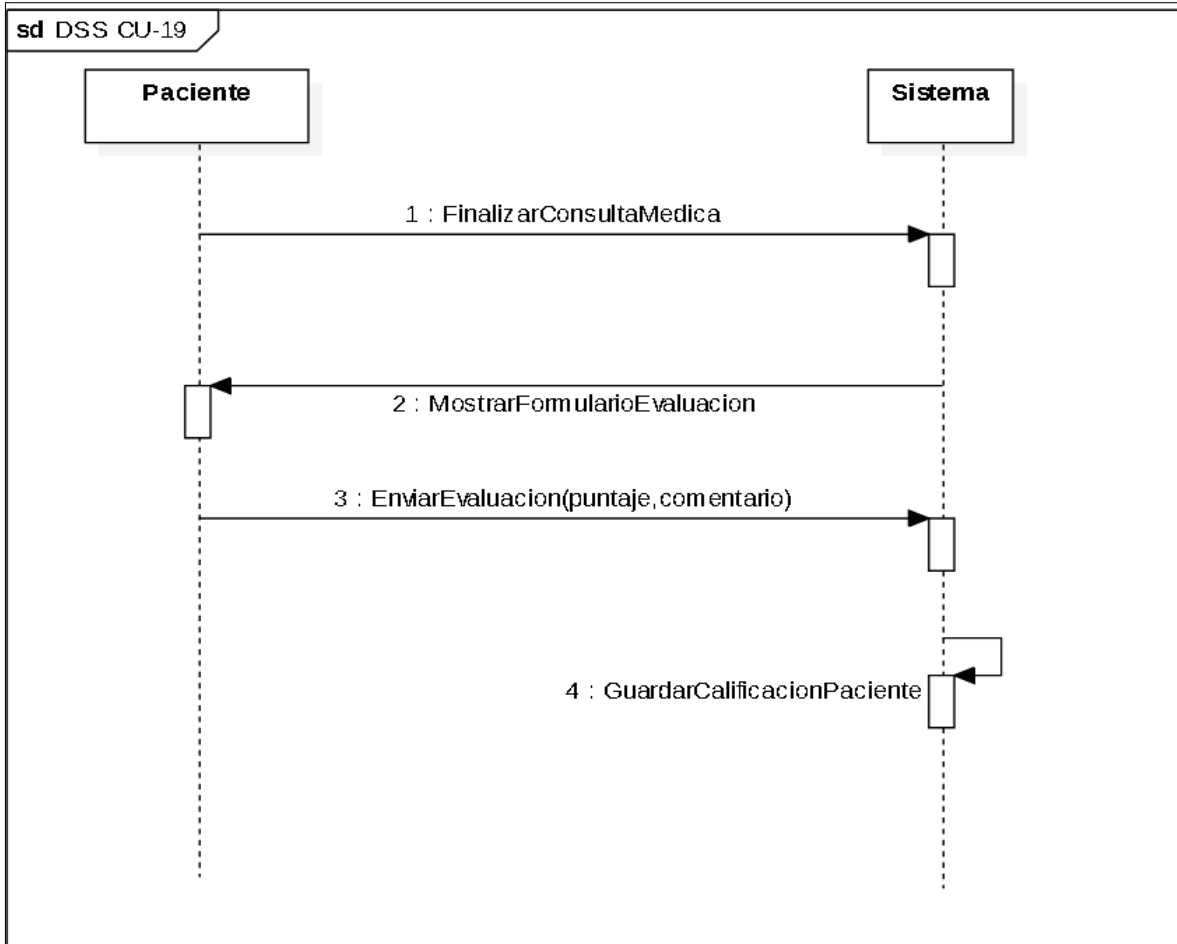 sd DSS CU-19
Paciente
Sistema
1 : FinalizarConsultaMedica
2 : MostrarFormularioEvaluacion
3 : EnviarEvaluacion(puntaje,comentario)
4 : GuardarCalificacionPaciente